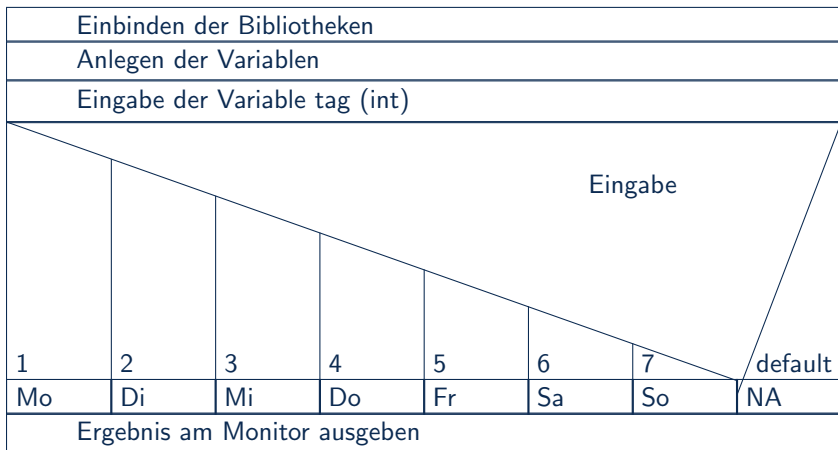 Einbinden der Bibliotheken
Anlegen der Variablen
Eingabe der Variable tag (int)
Eingabe
1 2 3 4 5 6 7 default
Mo Di Mi Do Fr Sa So NA
Ergebnis am Monitor ausgeben